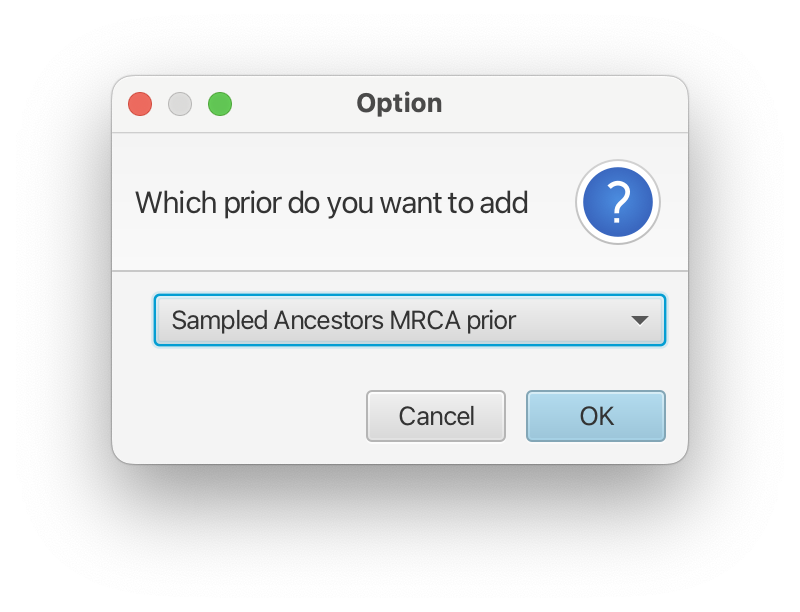 Option
Which prior do you want to add
?
Sampled Ancestors MRCA prior
Cancel
OK